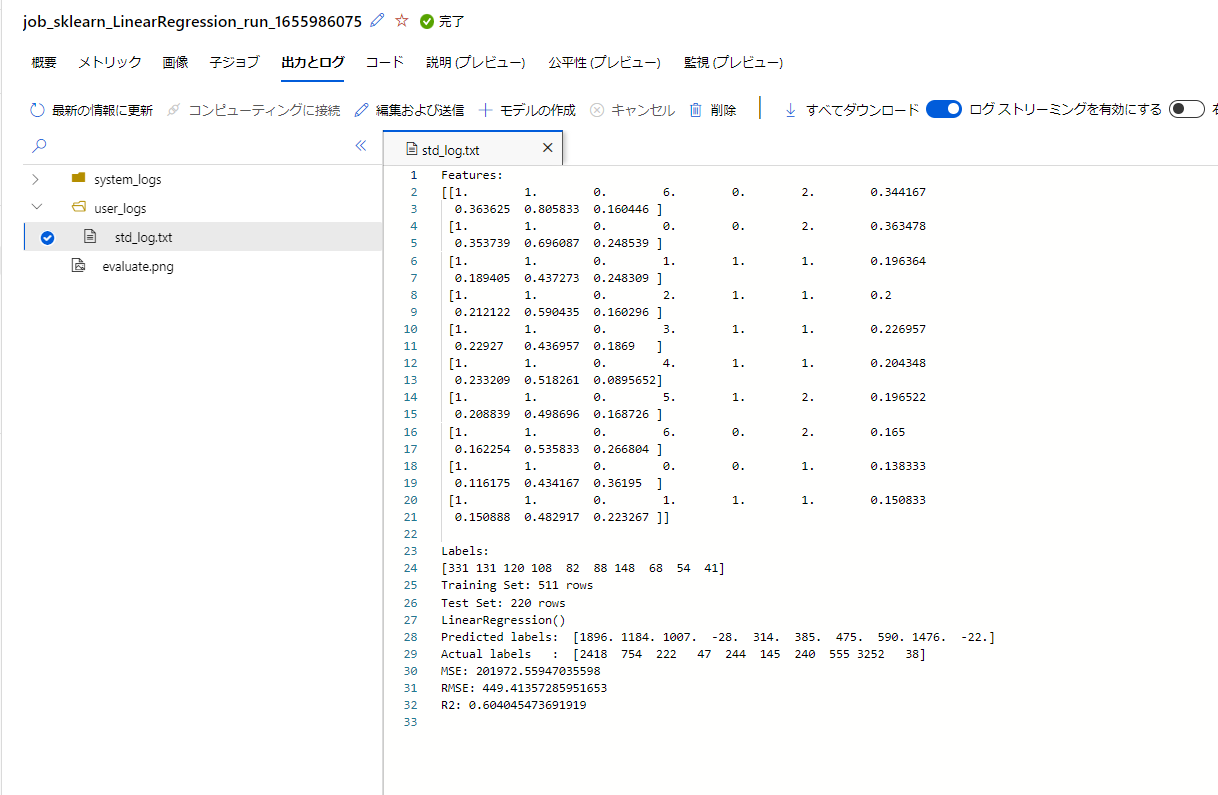 job_sklearn_LinearRegression_run_1655986075 完了
概要 メトリック 画像 子ジョブ 出力とログ コード 説明 (プレビュー) 公平性 (プレビュー) 監視 (プレビュー)
最新の情報に更新 コンピューティングに接続 編集および送信 モデルの作成 キャンセル 削除 すべてダウンロード ログ ストリーミングを有効にする
system_logs
user_logs
std_log.txt
evaluate.png
std_log.txt
1 Features:
2 [[1. 1. 0. 6. 0. 2. 0.344167
3 0.363625 0.805833 0.160446 ]
4 [1. 1. 0. 0. 0. 2. 0.363478
5 0.353739 0.696087 0.248539 ]
6 [1. 1. 0. 1. 1. 1. 0.196364
7 0.189405 0.437273 0.248309 ]
8 [1. 1. 0. 2. 1. 1. 0.2
9 0.212122 0.590435 0.160296 ]
10 [1. 1. 0. 3. 1. 1. 0.226957
11 0.22927 0.436957 0.1869 ]
12 [1. 1. 0. 4. 1. 1. 0.204348
13 0.233209 0.518261 0.0895652]
14 [1. 1. 0. 5. 1. 2. 0.196522
15 0.208839 0.498696 0.168726 ]
16 [1. 1. 0. 6. 0. 2. 0.165
17 0.162254 0.535833 0.266804 ]
18 [1. 1. 0. 0. 0. 1. 0.138333
19 0.116175 0.434167 0.36195 ]
20 [1. 1. 0. 1. 1. 1. 0.150833
21 0.150888 0.482917 0.223267 ]]
22
23 Labels:
24 [331 131 120 108 82 88 148 68 54 41]
25 Training Set: 511 rows
26 Test Set: 220 rows
27 LinearRegression()
28 Predicted labels: [1896. 1184. 1007. -28. 314. 385. 475. 590. 1476. -22.]
29 Actual labels : [2418 754 222 47 244 145 240 555 3252 38]
30 MSE: 201972.55947035598
31 RMSE: 449.41357285951653
32 R2: 0.604045473691919
33